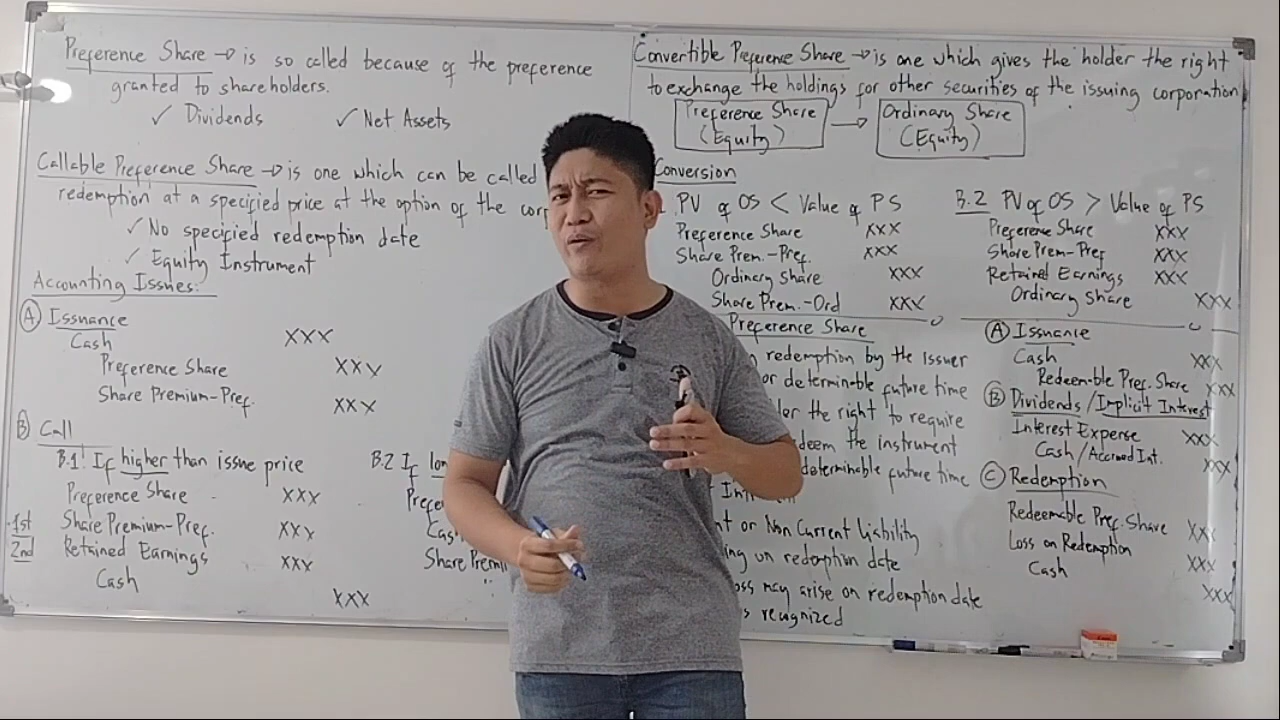 Preference Share → is so called because of the preference
granted to shareholders.
✓ Dividends ✓ Net Assets
Callable Preference Share → is one which can be called
redemption at a specified price at the option of the
✓ No specified redemption date
✓ Equity Instrument
Accounting Issues:
A Issuance
Cash XXX
Preference Share XXX
Share Premium-Pref. XXX
B Call
B.1 If higher than issue price
Preference Share XXX
1st Share Premium-Pref. XXX
2nd Retained Earnings XXX
Cash XXX
B.2 If
Share
Convertible Preference Share → is one which gives the holder the right
to exchange the holdings for other securities of the issuing corporation
Preference Share (Equity) → Ordinary Share (Equity)
Conversion
PV of OS < Value of PS
Preference Share XXX
Share Prem.-Pref. XXX
Ordinary Share XXX
Share Prem.-Ord XXX
B.2 PV of OS > Value of PS
Preference Share XXX
Share Prem-Pref XXX
Retained Earnings XXX
Ordinary Share XXX
Preference Share
redemption by the issuer
or determinable future time
the right to require
the instrument
determinable future time
or Non Current Liability
on redemption date
may arise on redemption date
recognized
A Issuance
Cash XXX
Redeemable Pref. Share XXX
B Dividends/Implicit Interest
Interest Expense XXX
Cash/Accrued Int. XXX
C Redemption
Redeemable Pref. Share XXX
Loss on Redemption XXX
Cash XXX